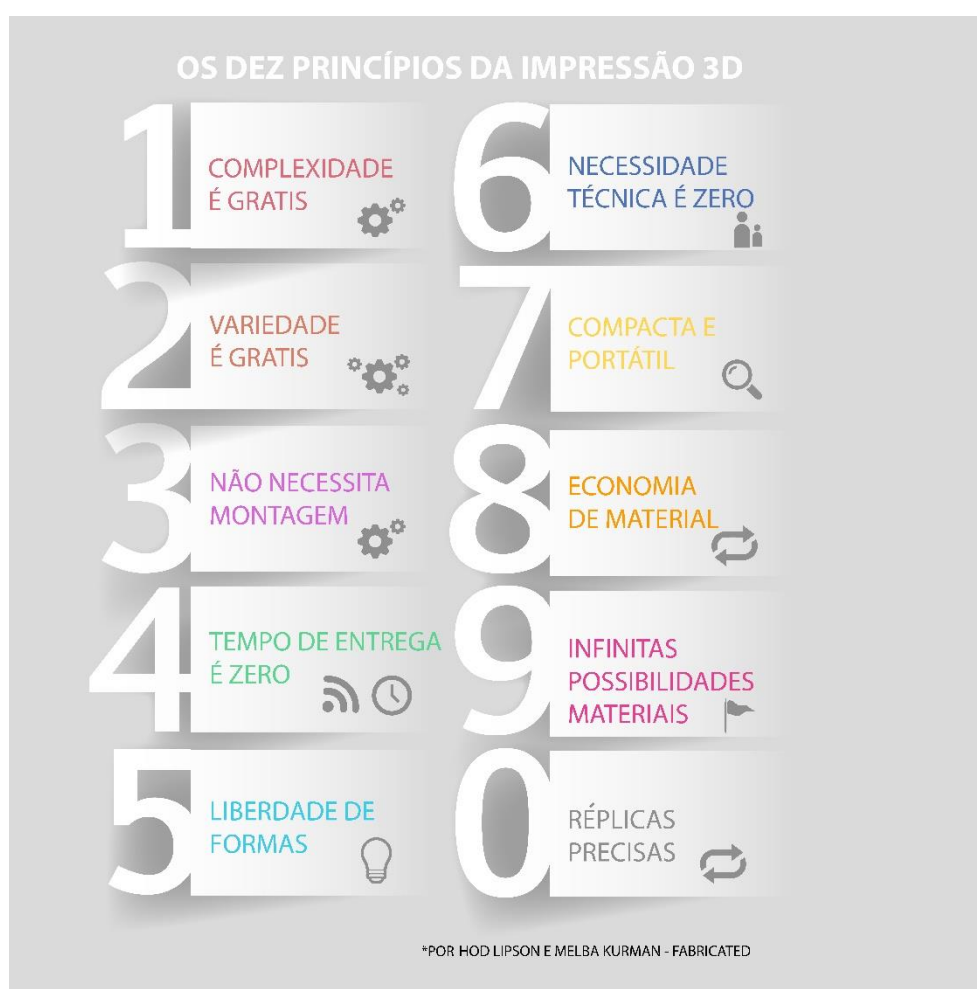 OS DEZ PRINCÍPIOS DA IMPRESSÃO 3D
1
COMPLEXIDADE
É GRATIS
2
VARIEDADE
É GRATIS
3
NÃO NECESSITA
MONTAGEM
4
TEMPO DE ENTREGA
É ZERO
5
LIBERDADE DE
FORMAS
6
NECESSIDADE
TÉCNICA É ZERO
7
COMPACTA E
PORTÁTIL
8
ECONOMIA
DE MATERIAL
9
INFINITAS
POSSIBILIDADES
MATERIAIS
0
RÉPLICAS
PRECISAS
*POR HOD LIPSON E MELBA KURMAN - FABRICATED